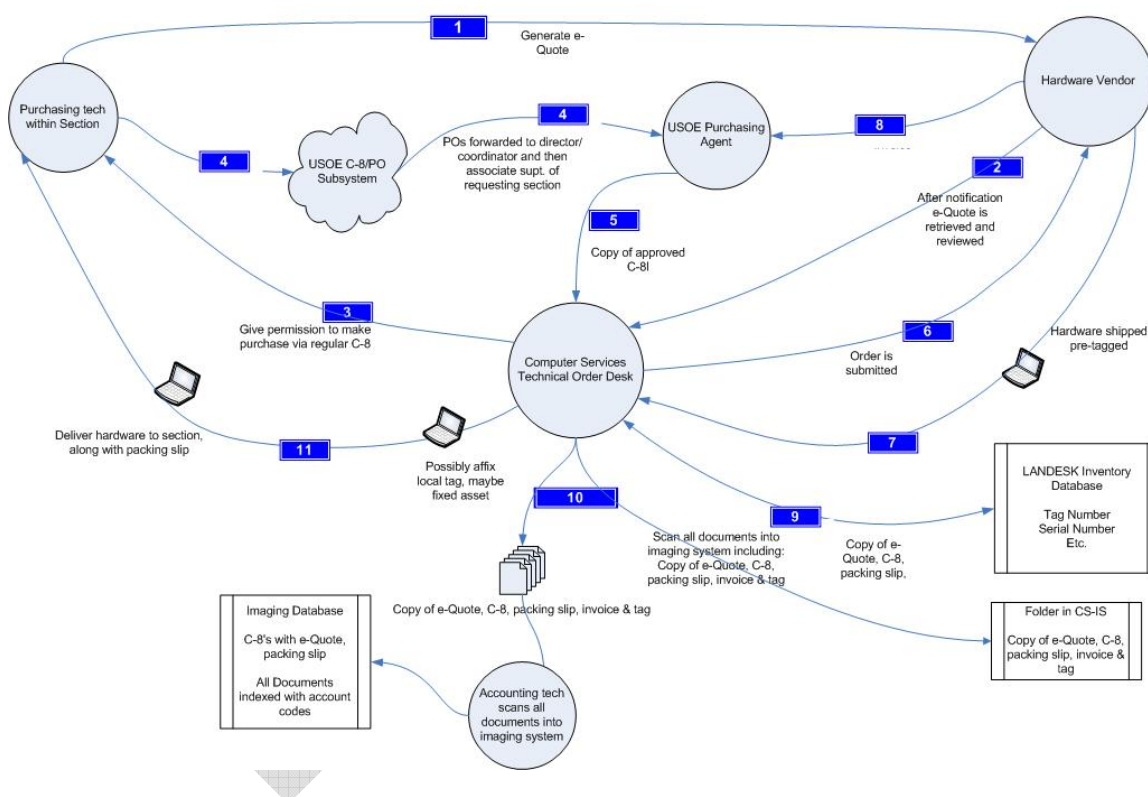 1
Generate e-
Quote
Hardware Vendor
Purchasing tech
within Section
4
USOE C-8/PO
Subsystem
4
POs forwarded to director/
coordinator and then
associate supt. of
requesting section
USOE Purchasing
Agent
8
2
After notification
e-Quote is
retrieved and
reviewed
5
Copy of approved
C-8I
3
Give permission to make
purchase via regular C-8
Computer Services
Technical Order Desk
6
Order is
submitted
Hardware shipped
pre-tagged
7
Deliver hardware to section,
along with packing slip
11
Possibly affix
local tag, maybe
fixed asset
10
Scan all documents into
imaging system including:
Copy of e-Quote, C-8,
packing slip, invoice & tag
9
Copy of e-
Quote, C-8,
packing slip,
LANDESK Inventory
Database
Tag Number
Serial Number
Etc.
Copy of e-Quote, C-8, packing slip, invoice & tag
Folder in CS-IS
Copy of e-Quote, C-8,
packing slip, invoice &
tag
Imaging Database
C-8's with e-Quote,
packing slip
All Documents
indexed with account
codes
Accounting tech
scans all
documents into
imaging system